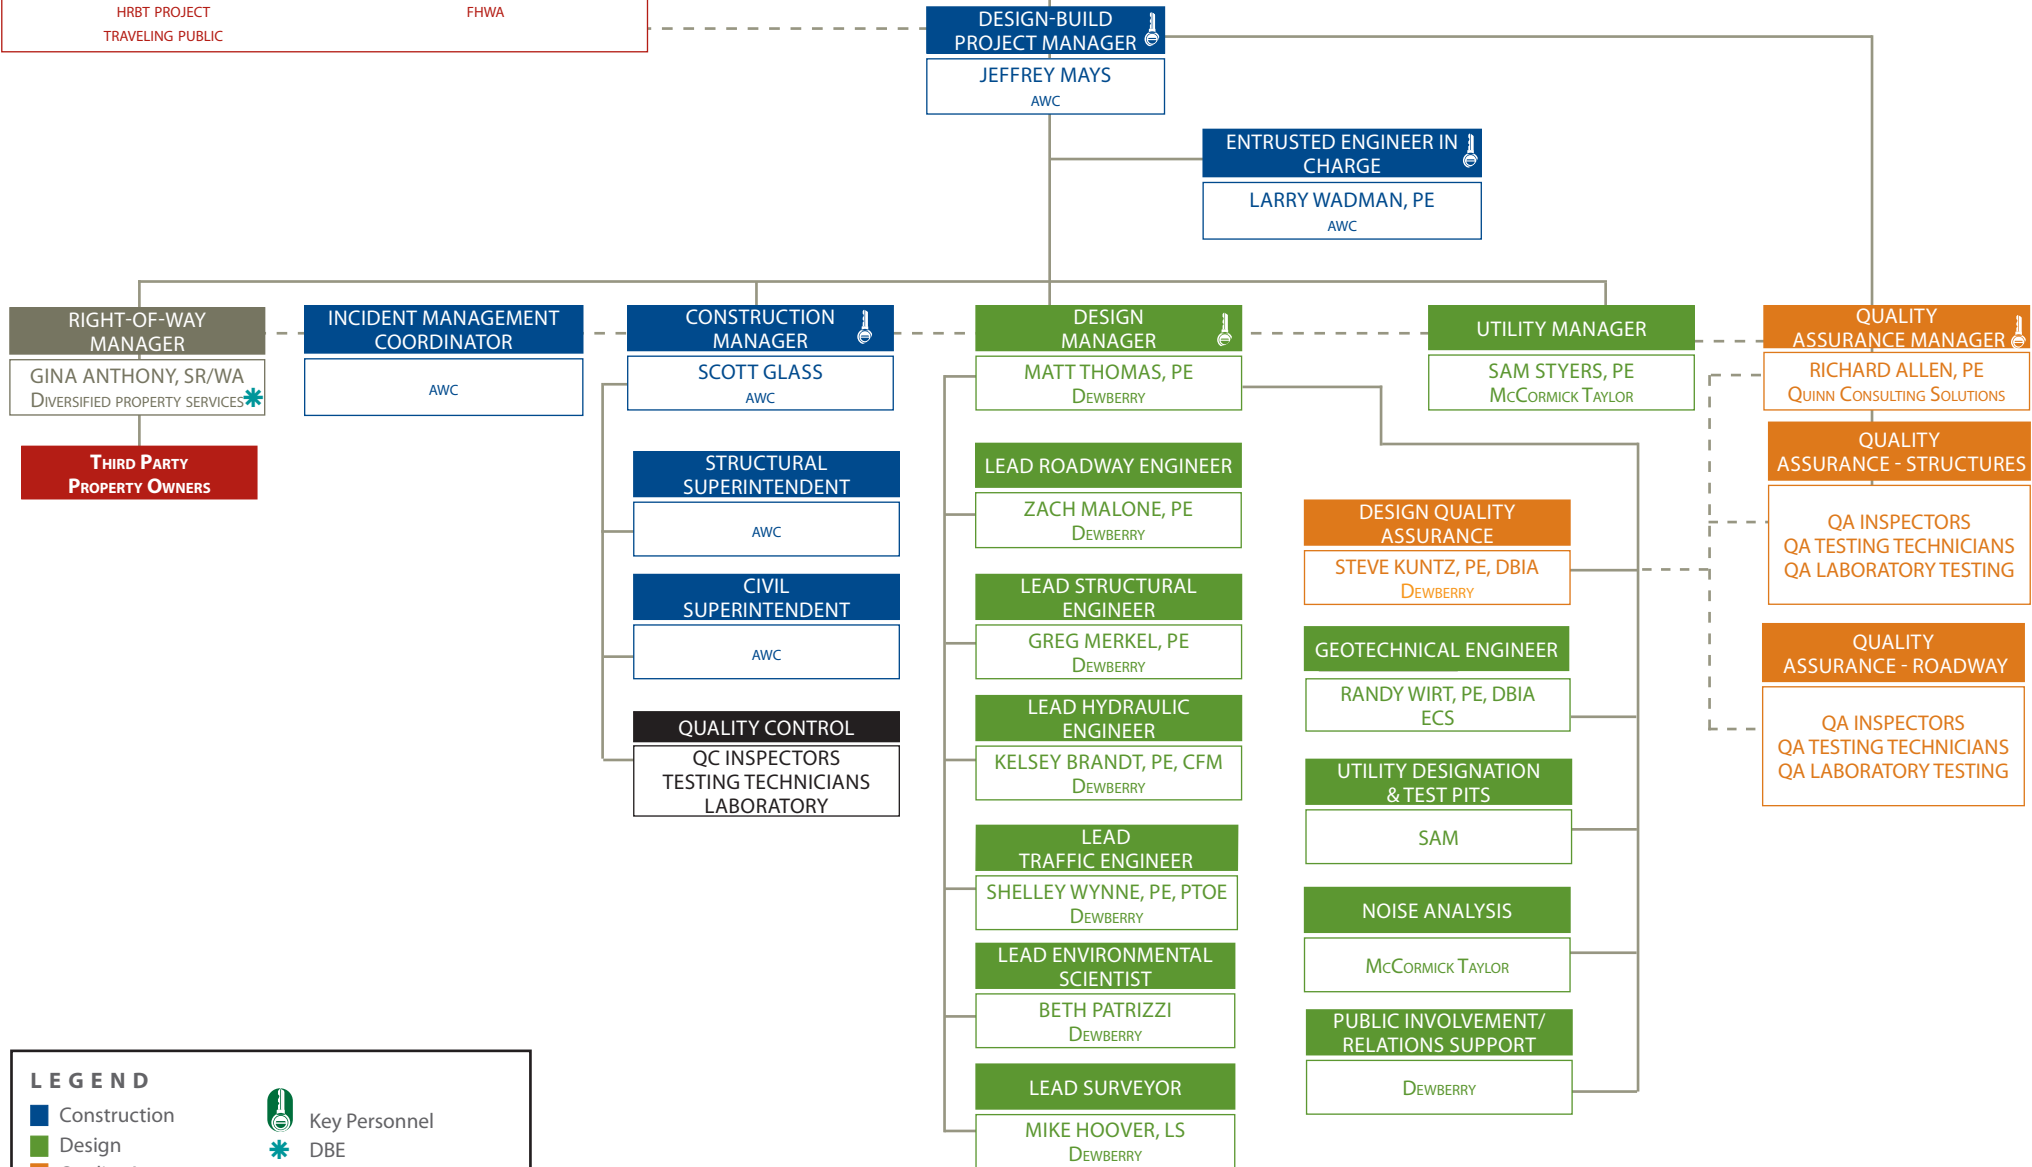 HRBT PROJECT
FHWA
TRAVELING PUBLIC
DESIGN-BUILD
PROJECT MANAGER
JEFFREY MAYS
AWC
ENTRUSTED ENGINEER IN
CHARGE
LARRY WADMAN, PE
AWC
RIGHT-OF-WAY
MANAGER
GINA ANTHONY, SR/WA
DIVERSIFIED PROPERTY SERVICES
THIRD PARTY
PROPERTY OWNERS
INCIDENT MANAGEMENT
COORDINATOR
AWC
CONSTRUCTION
MANAGER
SCOTT GLASS
AWC
STRUCTURAL
SUPERINTENDENT
AWC
CIVIL
SUPERINTENDENT
AWC
QUALITY CONTROL
QC INSPECTORS
TESTING TECHNICIANS
LABORATORY
DESIGN
MANAGER
MATT THOMAS, PE
DEWBERRY
LEAD ROADWAY ENGINEER
ZACH MALONE, PE
DEWBERRY
LEAD STRUCTURAL
ENGINEER
GREG MERKEL, PE
DEWBERRY
LEAD HYDRAULIC
ENGINEER
KELSEY BRANDT, PE, CFM
DEWBERRY
LEAD
TRAFFIC ENGINEER
SHELLEY WYNNE, PE, PTOE
DEWBERRY
LEAD ENVIRONMENTAL
SCIENTIST
BETH PATRIZZI
DEWBERRY
LEAD SURVEYOR
MIKE HOOVER, LS
DEWBERRY
DESIGN QUALITY
ASSURANCE
STEVE KUNTZ, PE, DBIA
DEWBERRY
GEOTECHNICAL ENGINEER
RANDY WIRT, PE, DBIA
ECS
UTILITY DESIGNATION
& TEST PITS
SAM
NOISE ANALYSIS
MCCORMICK TAYLOR
PUBLIC INVOLVEMENT/
RELATIONS SUPPORT
DEWBERRY
UTILITY MANAGER
SAM STYERS, PE
MCCORMICK TAYLOR
QUALITY
ASSURANCE MANAGER
RICHARD ALLEN, PE
QUINN CONSULTING SOLUTIONS
QUALITY
ASSURANCE - STRUCTURES
QA INSPECTORS
QA TESTING TECHNICIANS
QA LABORATORY TESTING
QUALITY
ASSURANCE - ROADWAY
QA INSPECTORS
QA TESTING TECHNICIANS
QA LABORATORY TESTING
LEGEND
Construction
Design
Key Personnel
DBE